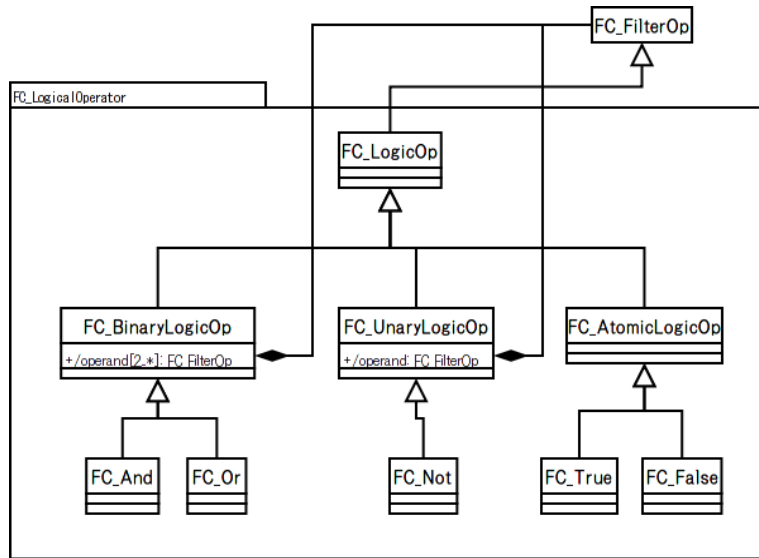 FC_FilterOp
FC_LogicalOperator
FC_LogicOp
FC_BinaryLogicOp
+/operand[2..*]: FC_FilterOp
FC_UnaryLogicOp
+/operand: FC_FilterOp
FC_AtomicLogicOp
FC_And
FC_Or
FC_Not
FC_True
FC_False